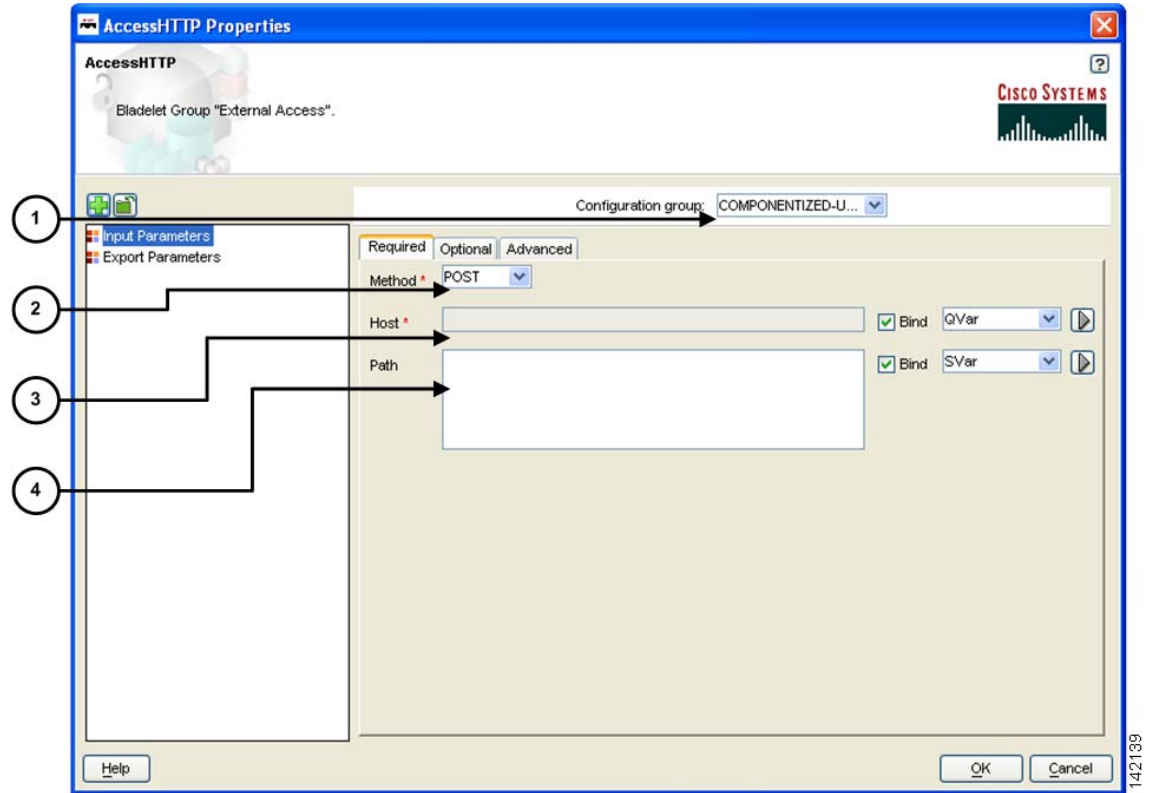 AccessHTTP Properties
AccessHTTP
Bladelet Group "External Access".
CISCO SYSTEMS
Configuration group: COMPONENTIZED-U...
1
Input Parameters
Export Parameters
Required Optional Advanced
Method * POST
2
Host * Bind QVar
Path Bind SVar
3
4
Help OK Cancel
142139